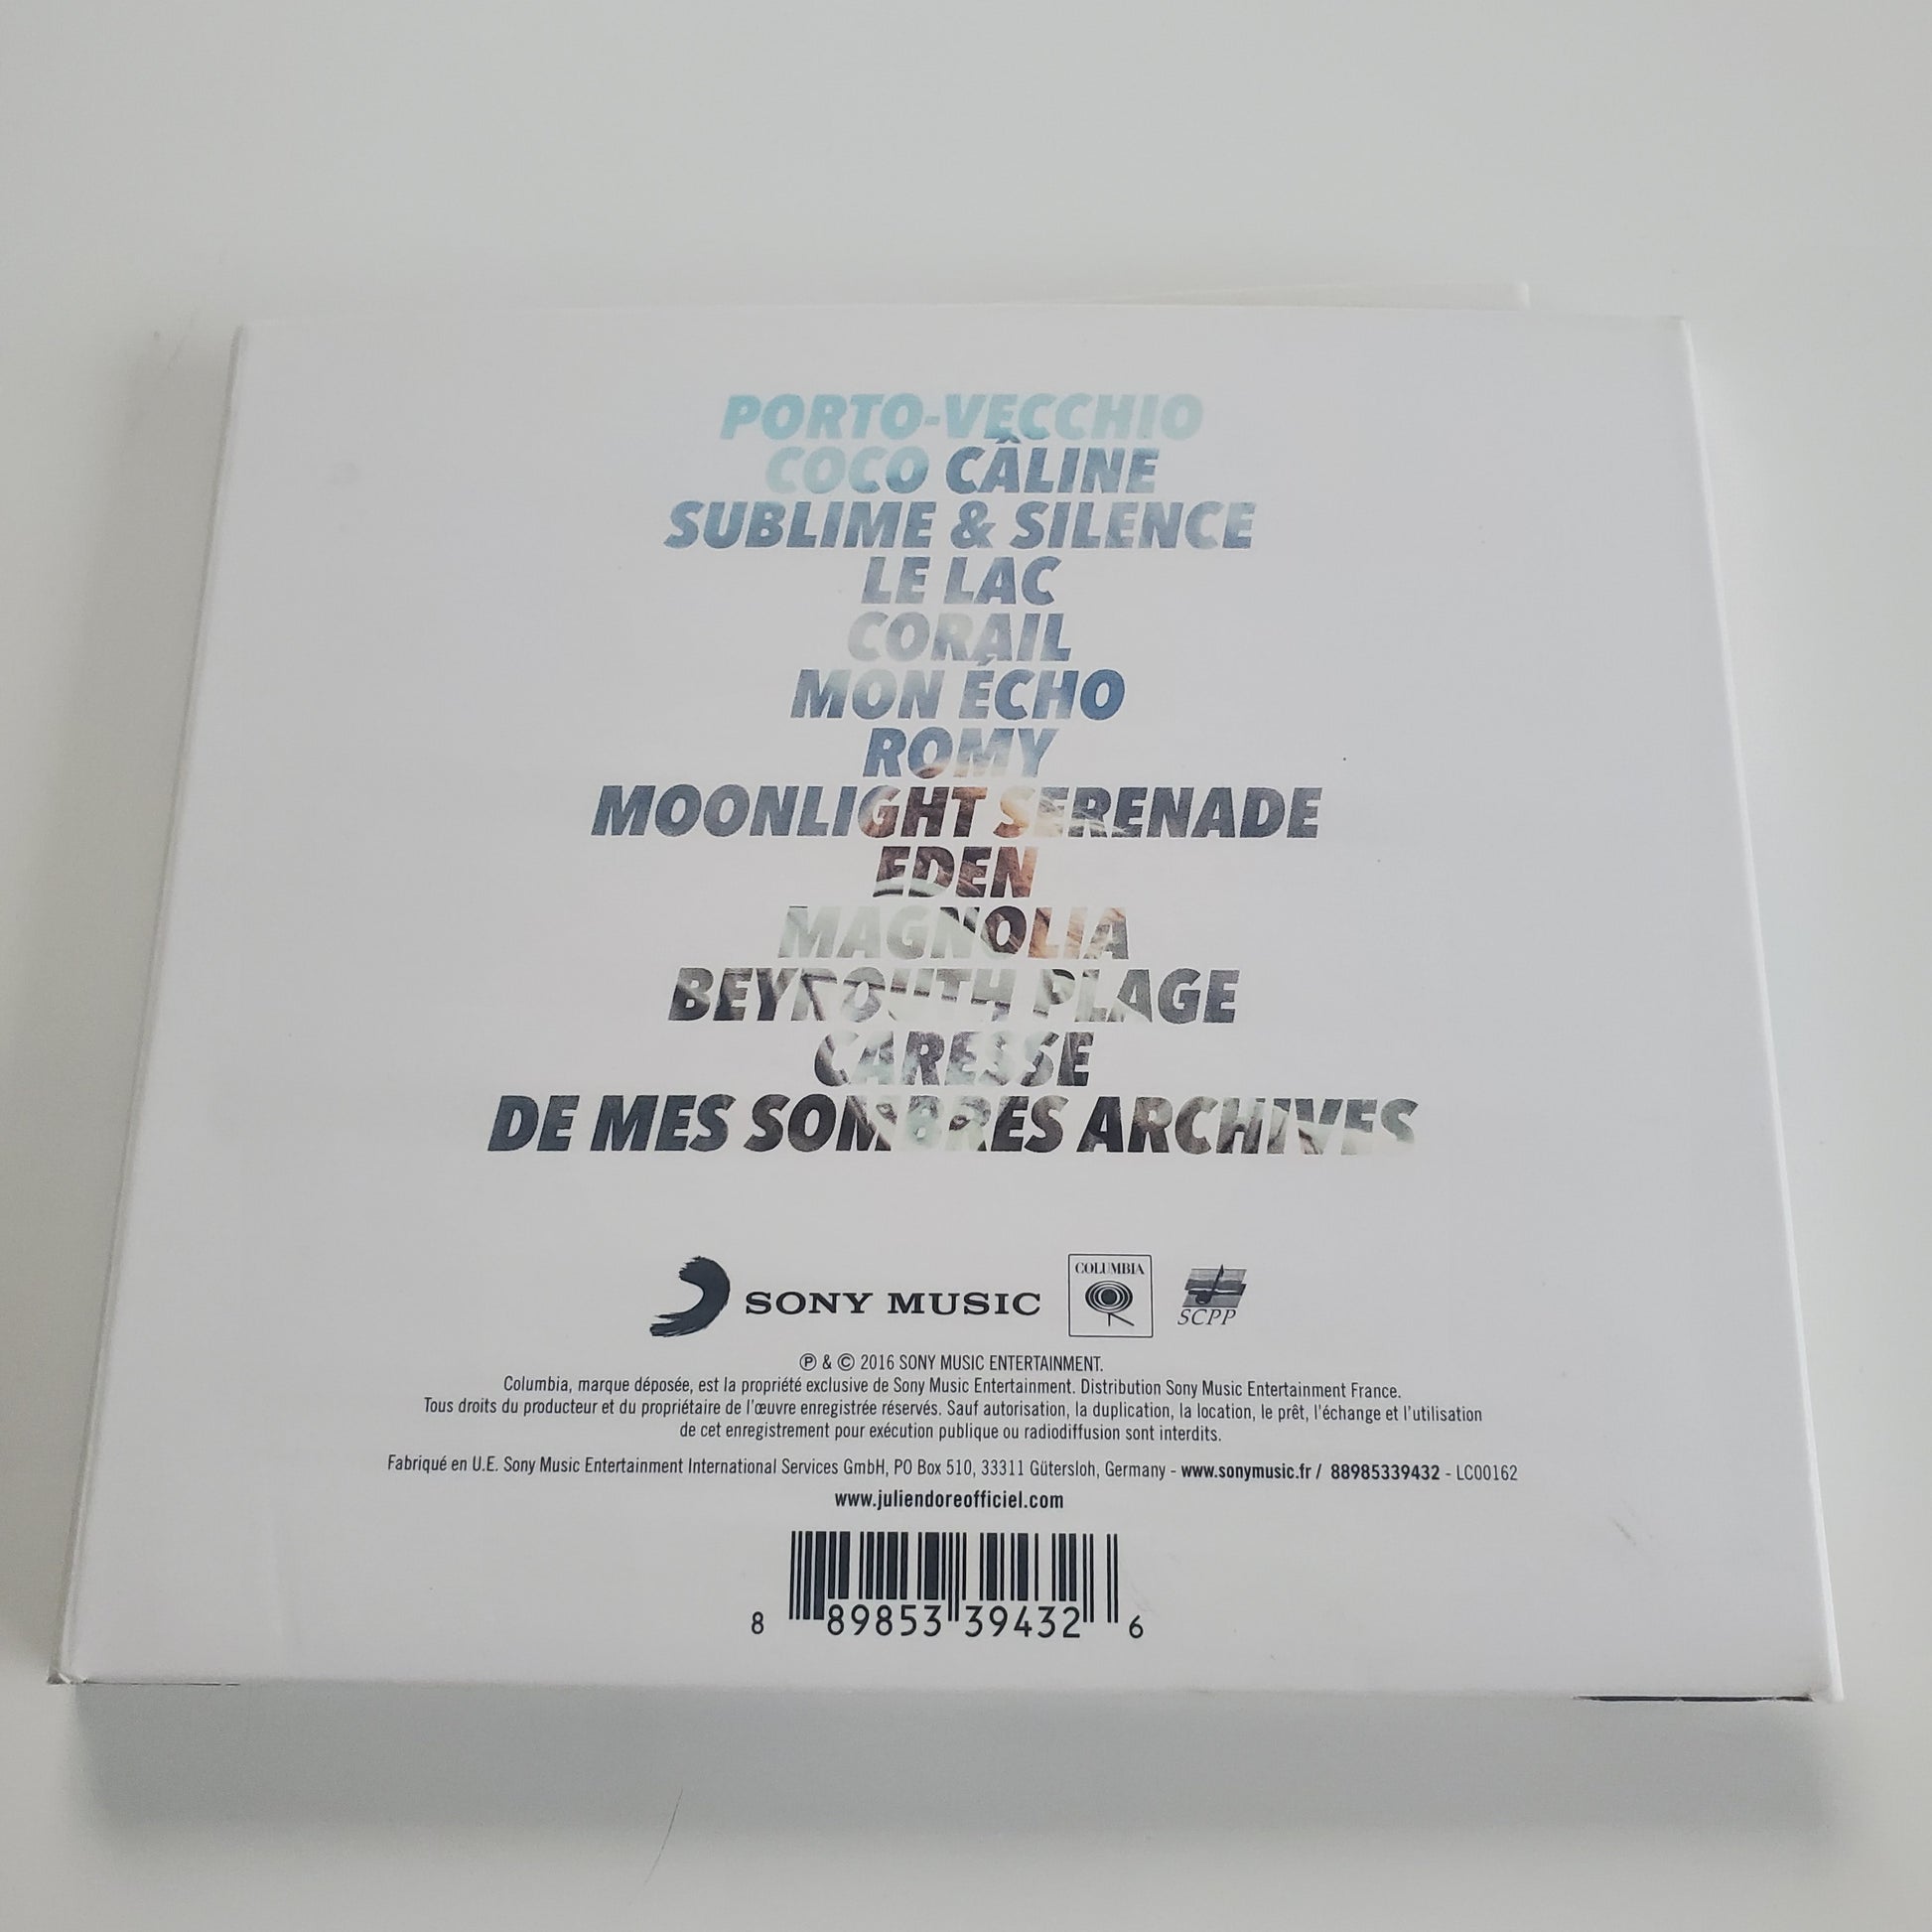 PORTO-VECCHIO
COCO CÂLINE
SUBLIME & SILENCE
LE LAC
CORAIL
MON ÉCHO
ROMY
MOONLIGHT SERENADE
EDEN
MAGNOLIA
BEYROUTH PLAGE
CARESSE
DE MES SOMBRES ARCHIVES
SONY MUSIC
COLUMBIA
SCPP
℗ & © 2016 SONY MUSIC ENTERTAINMENT.
Columbia, marque déposée, est la propriété exclusive de Sony Music Entertainment. Distribution Sony Music Entertainment France.
Tous droits du producteur et du propriétaire de l'œuvre enregistrée réservés. Sauf autorisation, la duplication, la location, le prêt, l'échange et l'utilisation
de cet enregistrement pour exécution publique ou radiodiffusion sont interdits.
Fabriqué en U.E. Sony Music Entertainment International Services GmbH, PO Box 510, 33311 Gütersloh, Germany - www.sonymusic.fr / 88985339432 - LC00162
www.juliendoreofficiel.com
8 89853 39432 6